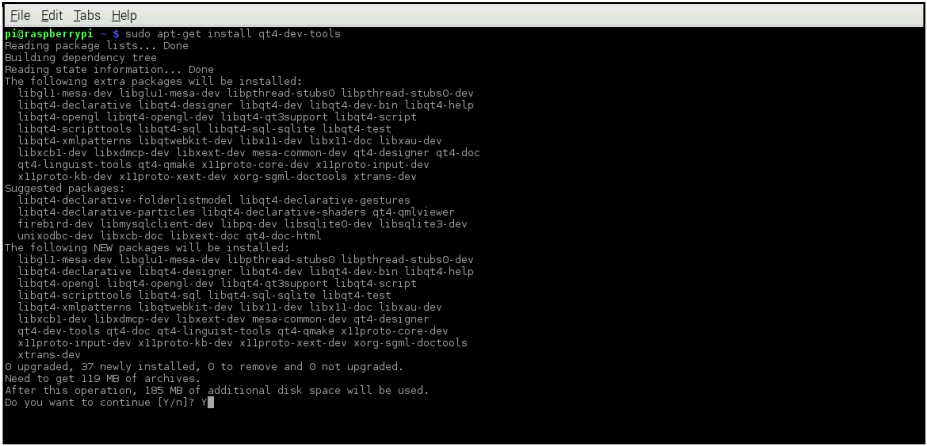 File Edit Tabs Help
pi@raspberrypi ~ $ sudo apt-get install qt4-dev-tools
Reading package lists... Done
Building dependency tree
Reading state information... Done
The following extra packages will be installed:
libgl1-mesa-dev libglu1-mesa-dev libpthread-stubs0 libpthread-stubs0-dev
libqt4-declarative libqt4-designer libqt4-dev libqt4-dev-bin libqt4-help
libqt4-opengl libqt4-opengl-dev libqt4-qt3support libqt4-script
libqt4-scripttools libqt4-sql libqt4-sql-sqlite libqt4-test
libqt4-xmlpatterns libqtwebkit-dev libx11-dev libx11-doc libxau-dev
libxcb1-dev libxdmcp-dev libxext-dev mesa-common-dev qt4-designer qt4-doc
qt4-linguist-tools qt4-qmake x11proto-core-dev x11proto-input-dev
x11proto-kb-dev x11proto-xext-dev xorg-sgml-doctools xtrans-dev
Suggested packages:
libqt4-declarative-folderlistmodel libqt4-declarative-gestures
libqt4-declarative-particles libqt4-declarative-shaders qt4-qmlviewer
firebird-dev libmysqlclient-dev libpq-dev libsqlite0-dev libsqlite3-dev
unixodbc-dev libxcb-doc libxext-doc qt4-doc-html
The following NEW packages will be installed:
libgl1-mesa-dev libglu1-mesa-dev libpthread-stubs0 libpthread-stubs0-dev
libqt4-declarative libqt4-designer libqt4-dev libqt4-dev-bin libqt4-help
libqt4-opengl libqt4-opengl-dev libqt4-qt3support libqt4-script
libqt4-scripttools libqt4-sql libqt4-sql-sqlite libqt4-test
libqt4-xmlpatterns libqtwebkit-dev libx11-dev libx11-doc libxau-dev
libxcb1-dev libxdmcp-dev libxext-dev mesa-common-dev qt4-designer
qt4-dev-tools qt4-doc qt4-linguist-tools qt4-qmake x11proto-core-dev
x11proto-input-dev x11proto-kb-dev x11proto-xext-dev xorg-sgml-doctools
xtrans-dev
0 upgraded, 37 newly installed, 0 to remove and 0 not upgraded.
Need to get 119 MB of archives.
After this operation, 185 MB of additional disk space will be used.
Do you want to continue [Y/n]? Y